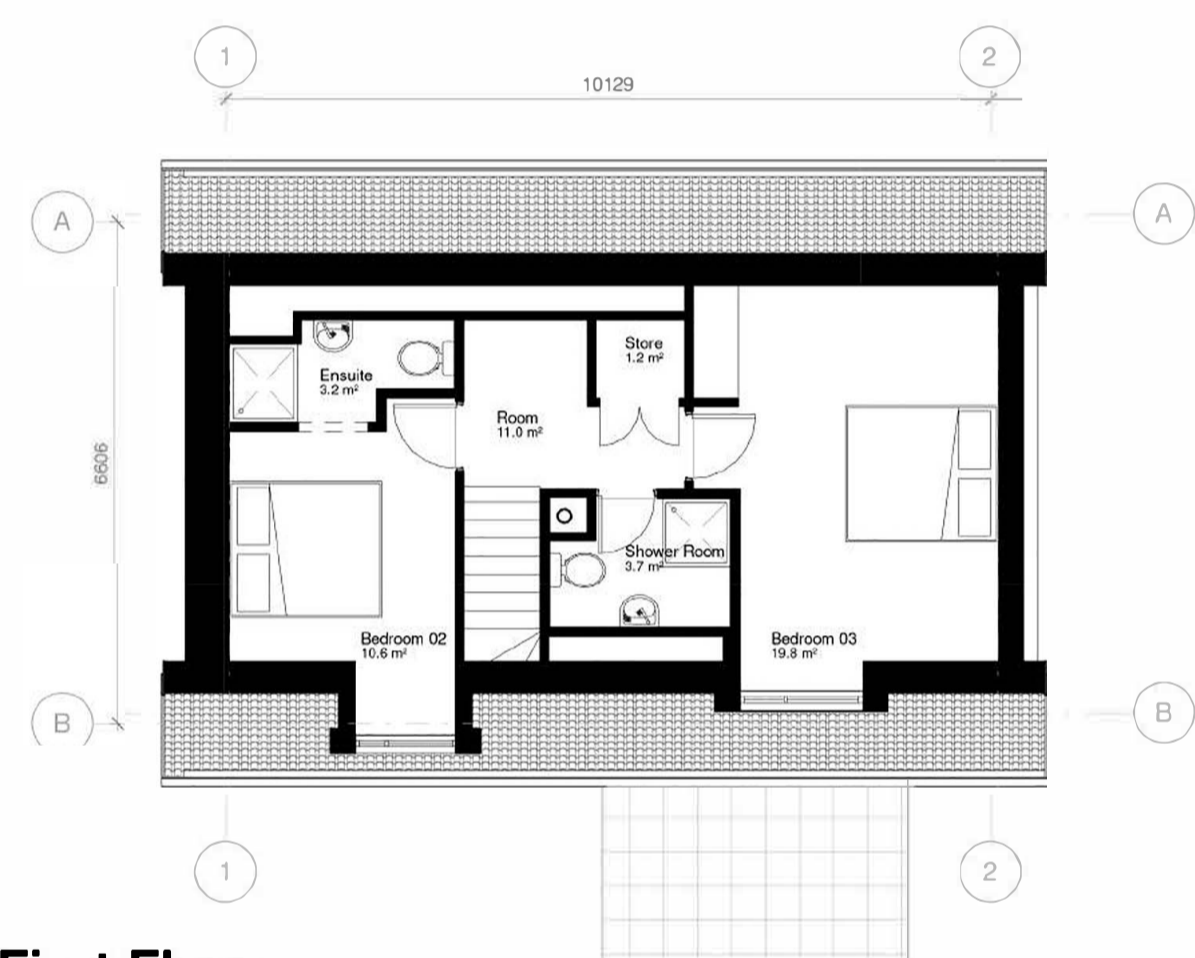 1
2
10129
A
A
Store
1.2 m²
Ensuite
3.2 m²
Room
11.0 m²
6606
Shower Room
3.7 m²
Bedroom 02
10.6 m²
Bedroom 03
19.8 m²
B
B
1
2
First